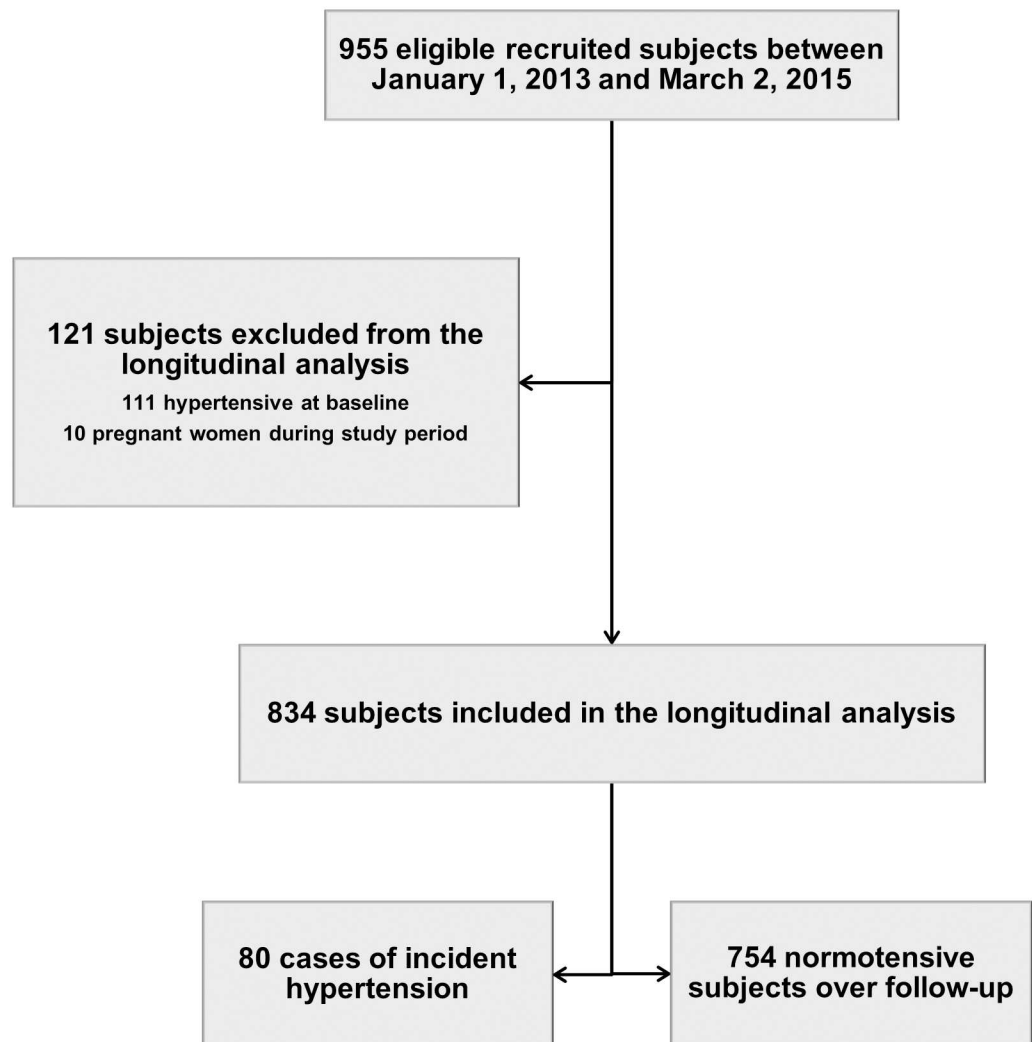 955 eligible recruited subjects between
January 1, 2013 and March 2, 2015
121 subjects excluded from the
longitudinal analysis
111 hypertensive at baseline
10 pregnant women during study period
834 subjects included in the longitudinal analysis
80 cases of incident
hypertension
754 normotensive
subjects over follow-up